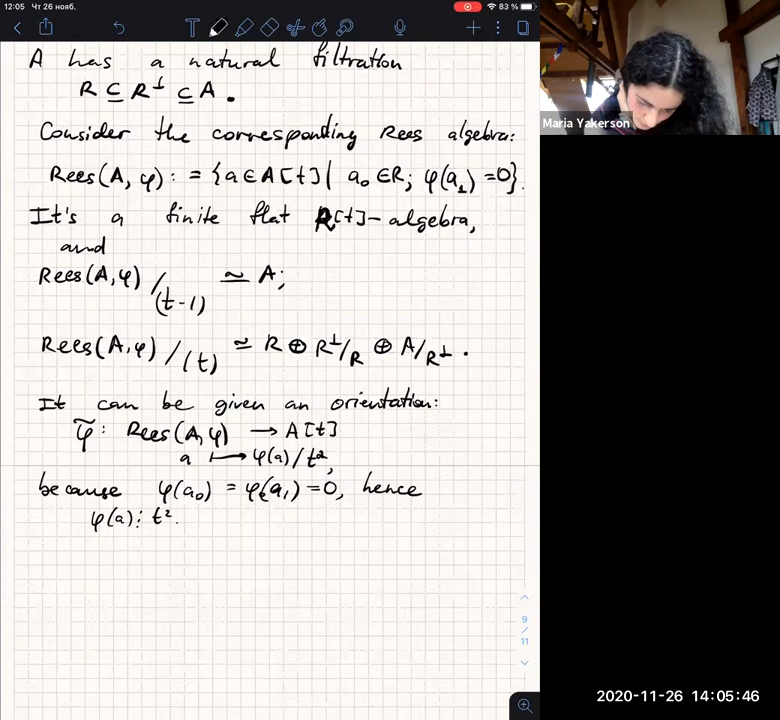 12:05 Чт 26 нояб.
83 %
A has a natural filtration
R ⊆ R^⊥ ⊆ A.
Consider the corresponding Rees algebra:
Rees(A, φ) := {a ∈ A[t] | a₀ ∈ R; φ(a₁) = 0}.
It's a finite flat R[t]-algebra,
and
Rees(A, φ)/(t-1) ≃ A;
Rees(A, φ)/(t) ≃ R ⊕ R^⊥/R ⊕ A/R^⊥.
It can be given an orientation:
φ̃: Rees(A, φ) → A[t]
a ↦ φ(a)/t²,
because φ(a₀) = φ(a₁) = 0, hence
φ(a) ⋮ t².
9
/
11
Maria Yakerson
2020-11-26 14:05:46